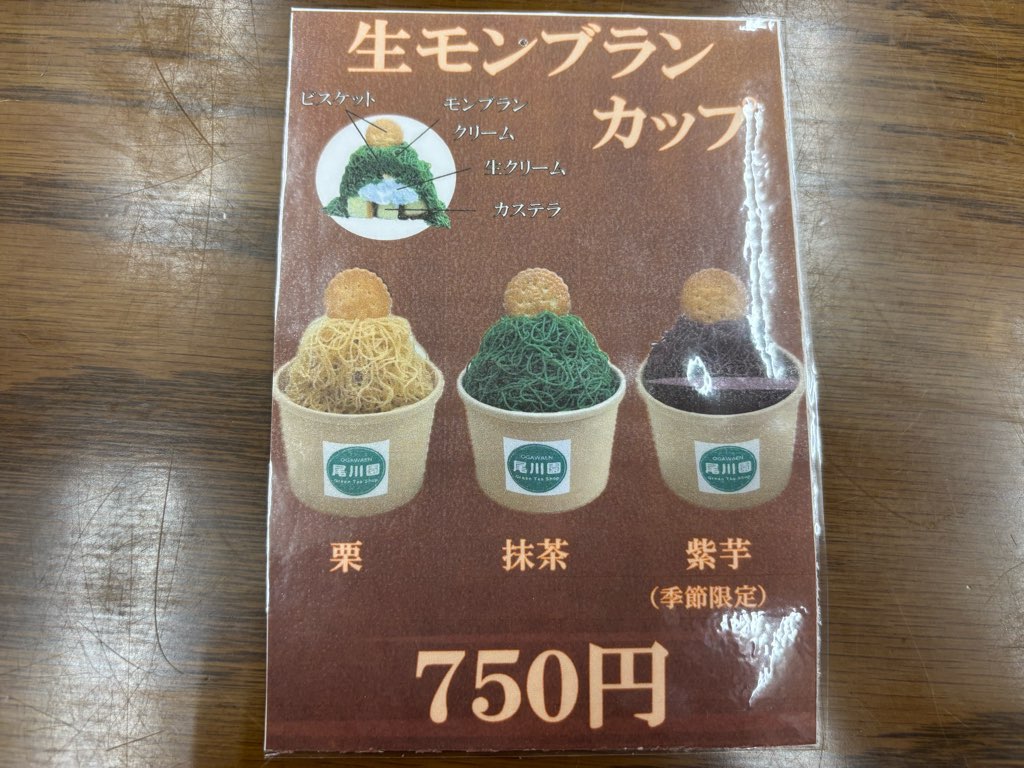 生モンブラン
カップ
ビスケット
モンブラン
クリーム
生クリーム
カステラ
OGAWAEN
尾川園
Green Tea Shop
OGAWAEN
尾川園
Green Tea Shop
OGAWAEN
尾川園
Green Tea Shop
栗
抹茶
紫芋
(季節限定)
750円